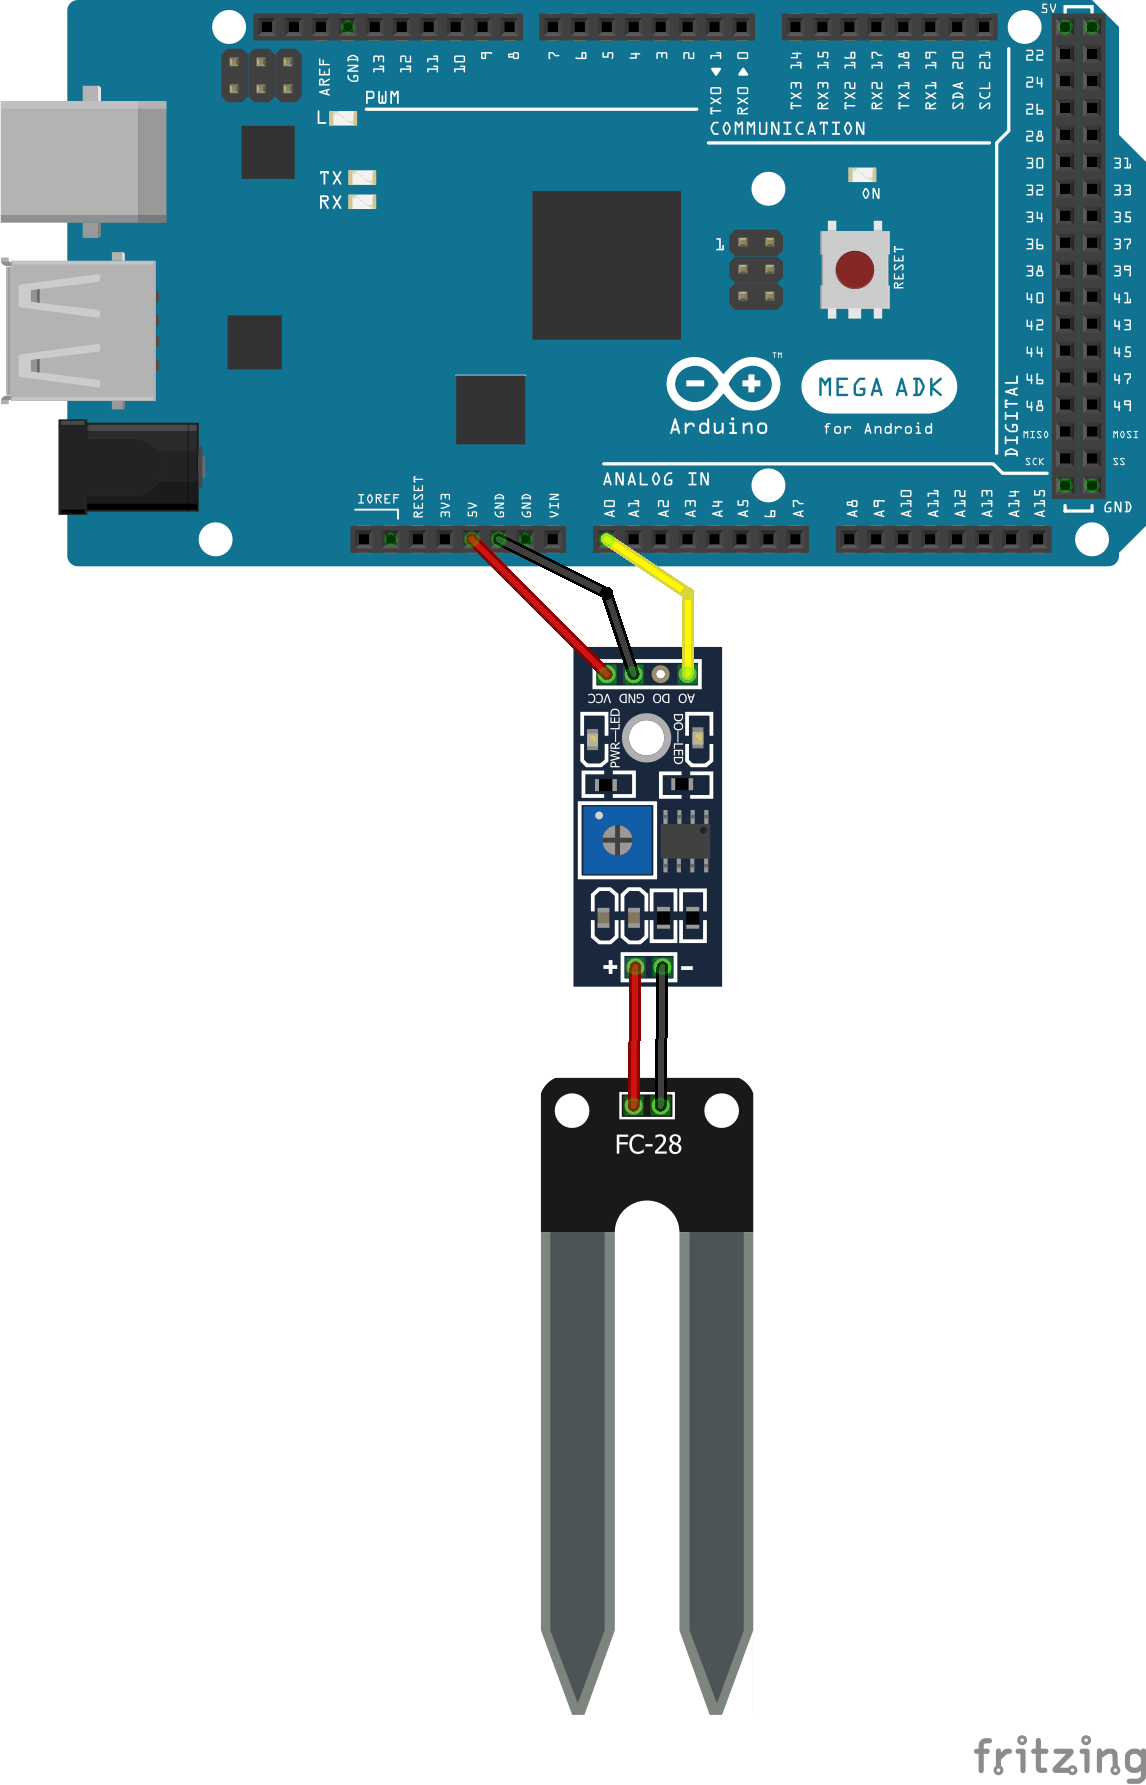 5V
AREF
GND
13
12
11
10
9
8
7
6
5
4
3
2
TX0 ◄ 1
RX0 ► 0
TX3 14
RX3 15
TX2 16
RX2 17
TX1 18
RX1 19
SDA 20
SCL 21
PWM
COMMUNICATION
L
TX
RX
ON
1
RESET
22
24
26
28
30 31
32 33
34 35
36 37
38 39
40 41
42 43
44 45
46 47
48 49
MISO MOSI
SCK SS
GND
DIGITAL
TM
Arduino
MEGA ADK
for Android
ANALOG IN
IOREF
RESET
3V3
5V
GND
GND
VIN
A0
A1
A2
A3
A4
A5
6
A7
A8
A9
A10
A11
A12
A13
A14
A15
VCC
GND
DO
AO
PWR-LED
DO-LED
+ -
FC-28
fritzing